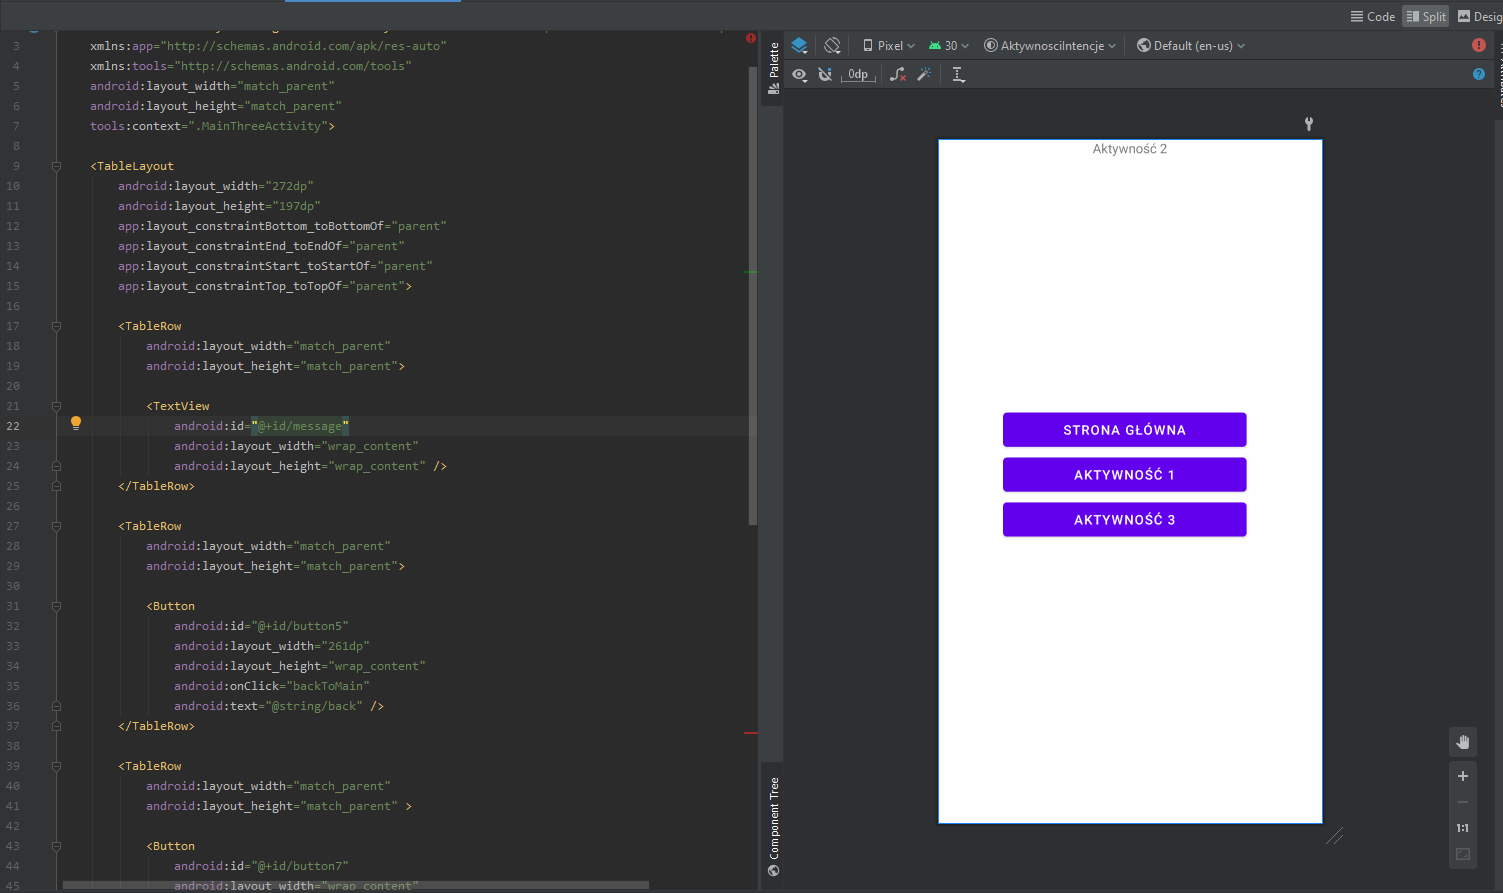 Code Split Desig
3 xmlns:app="http://schemas.android.com/apk/res-auto"
4 xmlns:tools="http://schemas.android.com/tools"
5 android:layout_width="match_parent"
6 android:layout_height="match_parent"
7 tools:context=".MainThreeActivity">
8
9 <TableLayout
10 android:layout_width="272dp"
11 android:layout_height="197dp"
12 app:layout_constraintBottom_toBottomOf="parent"
13 app:layout_constraintEnd_toEndOf="parent"
14 app:layout_constraintStart_toStartOf="parent"
15 app:layout_constraintTop_toTopOf="parent">
16
17 <TableRow
18 android:layout_width="match_parent"
19 android:layout_height="match_parent">
20
21 <TextView
22 android:id="@+id/message"
23 android:layout_width="wrap_content"
24 android:layout_height="wrap_content" />
25 </TableRow>
26
27 <TableRow
28 android:layout_width="match_parent"
29 android:layout_height="match_parent">
30
31 <Button
32 android:id="@+id/button5"
33 android:layout_width="261dp"
34 android:layout_height="wrap_content"
35 android:onClick="backToMain"
36 android:text="@string/back" />
37 </TableRow>
38
39 <TableRow
40 android:layout_width="match_parent"
41 android:layout_height="match_parent" >
42
43 <Button
44 android:id="@+id/button7"
45 android:layout_width="wrap_content"
Palette
Component Tree
Pixel 30 AktywnosciIntencje Default (en-us)
0dp
Aktywność 2
STRONA GŁÓWNA
AKTYWNOŚĆ 1
AKTYWNOŚĆ 3
1:1